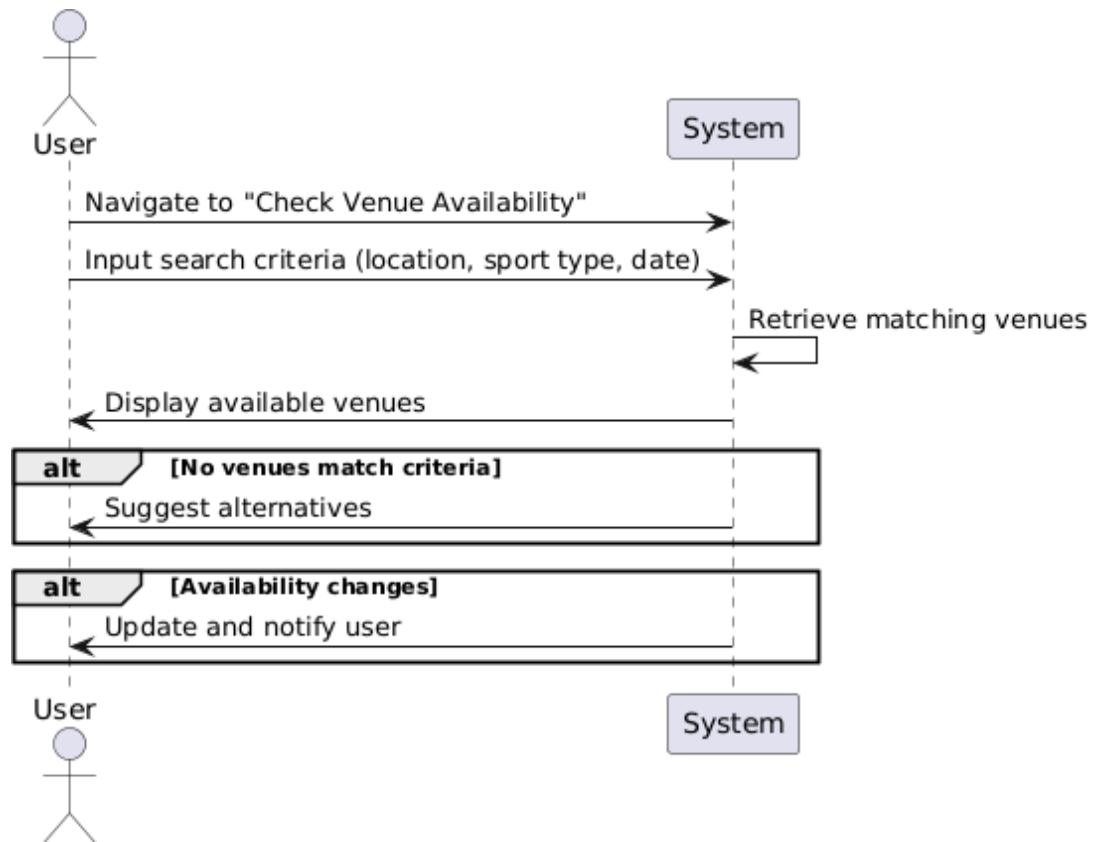 User
System
Navigate to "Check Venue Availability"
Input search criteria (location, sport type, date)
Retrieve matching venues
Display available venues
alt [No venues match criteria]
Suggest alternatives
alt [Availability changes]
Update and notify user
User
System